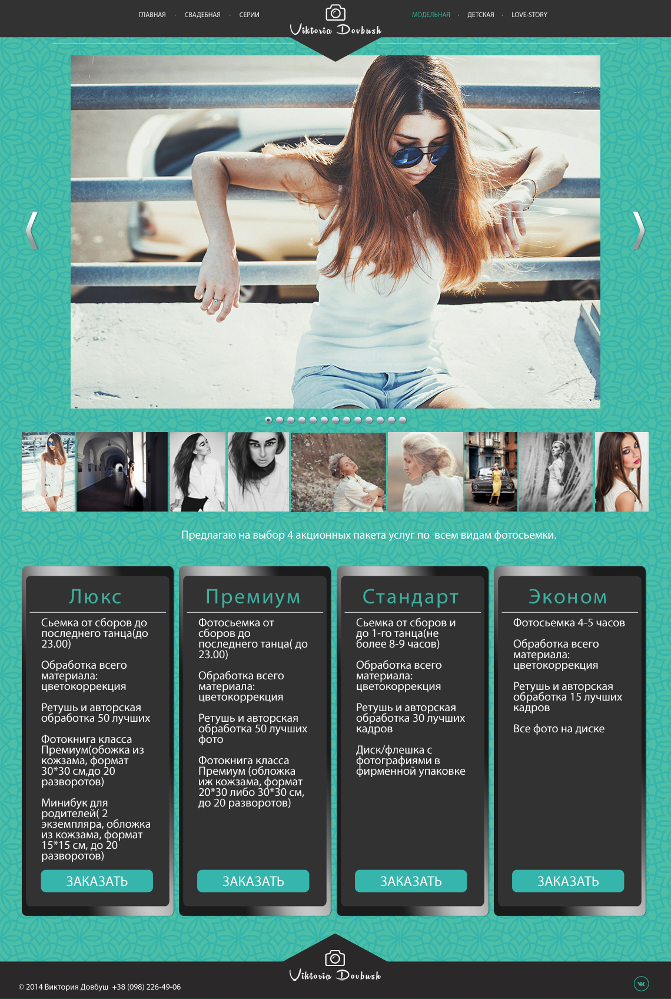 ГЛАВНАЯ · СВАДЕБНАЯ · СЕРИИ
Viktoria Dovbush
МОДЕЛЬНАЯ · ДЕТСКАЯ · LOVE-STORY
Предлагаю на выбор 4 акционных пакета услуг по  всем видам фотосьемки.
Люкс
Сьемка от сборов до
последнего танца(до
23.00)
Обработка всего
материала:
цветокоррекция
Ретушь и авторская
обработка 50 лучших
Фотокнига класса
Премиум(обожка из
кожзама, формат
30*30 см,до 20
разворотов)
Минибук для
родителей( 2
экземпляра, обложка
из кожзама, формат
15*15 см, до 20
разворотов)
ЗАКАЗАТЬ
Премиум
Фотосьемка от
сборов до
последнего танца( до
23.00)
Обработка всего
материала:
цветокоррекция
Ретушь и авторская
обработка 50 лучших
фото
Фотокнига класса
Премиум (обложка
иж кожзама, формат
20*30 либо 30*30 см,
до 20 разворотов)
ЗАКАЗАТЬ
Стандарт
Сьемка от сборов и
до 1-го танца(не
более 8-9 часов)
Обработка всего
материала:
цветокоррекция
Ретушь и авторская
обработка 30 лучших
кадров
Диск/флешка с
фотографиями в
фирменной упаковке
ЗАКАЗАТЬ
Эконом
Фотосьемка 4-5 часов
Обработка всего
материала:
цветокоррекция
Ретушь и авторская
обработка 15 лучших
кадров
Все фото на диске
ЗАКАЗАТЬ
Viktoria Dovbush
© 2014 Виктория Довбуш  +38 (098) 226-49-06